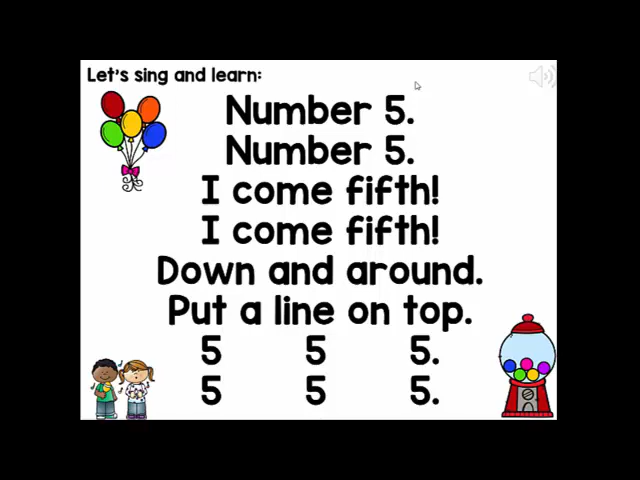 Let's sing and learn:
Number 5.
Number 5.
I come fifth!
I come fifth!
Down and around.
Put a line on top.
5 5 5.
5 5 5.